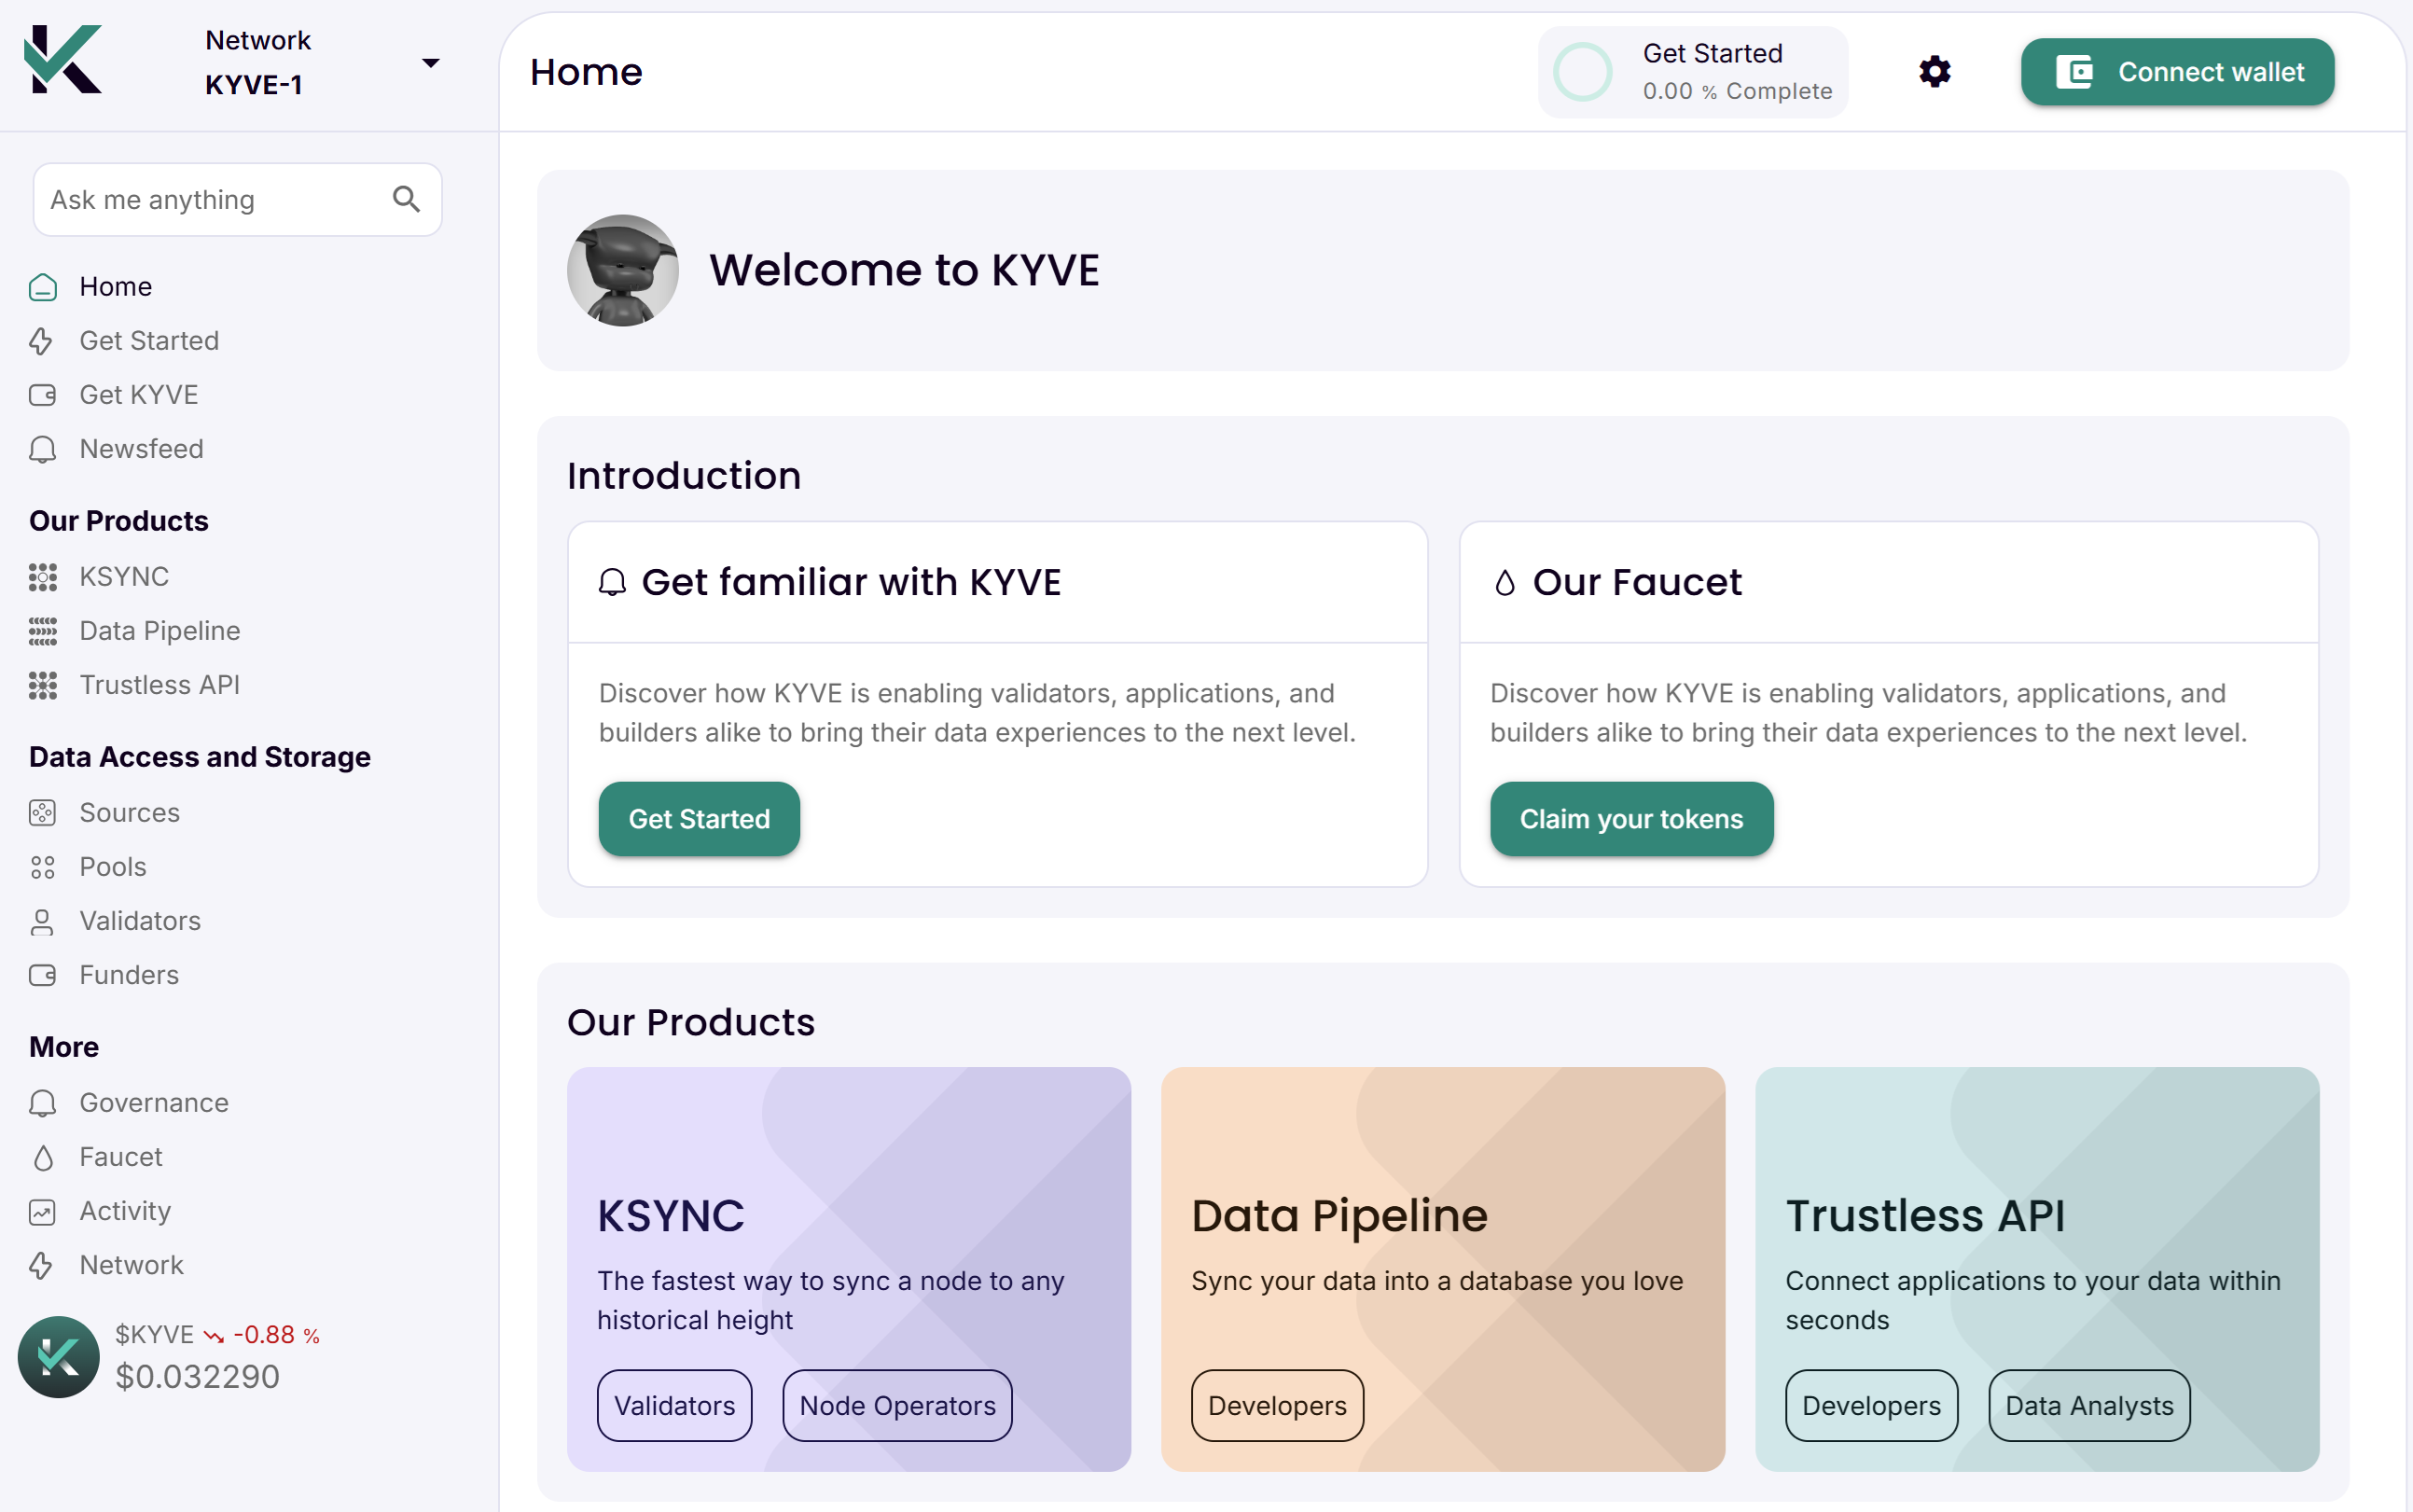 Network
KYVE-1
Ask me anything
Home
Get Started
Get KYVE
Newsfeed
Our Products
KSYNC
Data Pipeline
Trustless API
Data Access and Storage
Sources
Pools
Validators
Funders
More
Governance
Faucet
Activity
Network
$KYVE -0.88 %
$0.032290
Home
Get Started
0.00 % Complete
Connect wallet
Welcome to KYVE
Introduction
Get familiar with KYVE
Discover how KYVE is enabling validators, applications, and
builders alike to bring their data experiences to the next level.
Get Started
Our Faucet
Discover how KYVE is enabling validators, applications, and
builders alike to bring their data experiences to the next level.
Claim your tokens
Our Products
KSYNC
The fastest way to sync a node to any
historical height
Validators
Node Operators
Data Pipeline
Sync your data into a database you love
Developers
Trustless API
Connect applications to your data within
seconds
Developers
Data Analysts